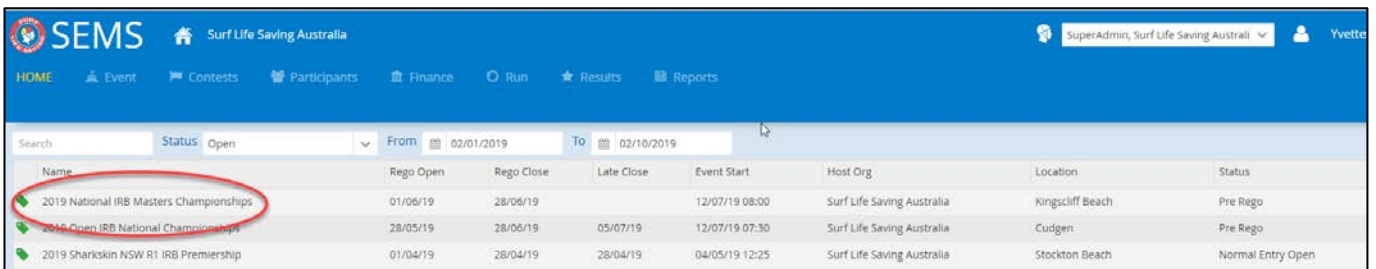 SEMS Surf Life Saving Australia SuperAdmin, Surf Life Saving Australi Yvette
HOME Event Contests Participants Finance Run Results Reports
Search Status Open From 02/01/2019 To 02/10/2019
Name Rego Open Rego Close Late Close Event Start Host Org Location Status
2019 National IRB Masters Championships 01/06/19 28/06/19 12/07/19 08:00 Surf Life Saving Australia Kingscliff Beach Pre Rego
2019 Open IRB National Championships 28/05/19 28/06/19 05/07/19 12/07/19 07:30 Surf Life Saving Australia Cudgen Pre Rego
2019 Sharkskin NSW R1 IRB Premiership 01/04/19 28/04/19 28/04/19 04/05/19 12:25 Surf Life Saving Australia Stockton Beach Normal Entry Open